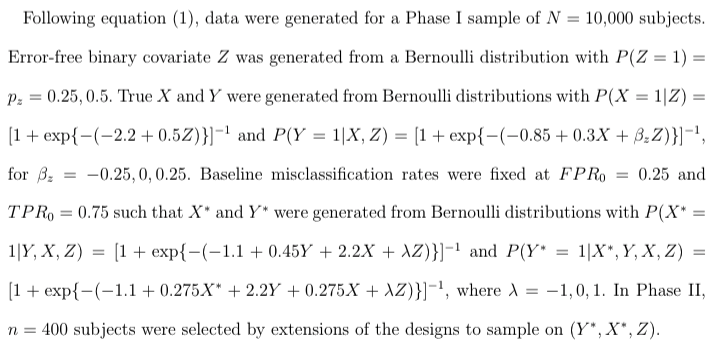 Following equation (1), data were generated for a Phase I sample of N = 10,000 subjects.
Error-free binary covariate Z was generated from a Bernoulli distribution with P(Z = 1) =
p_z = 0.25, 0.5. True X and Y were generated from Bernoulli distributions with P(X = 1|Z) =
[1 + exp{−(−2.2 + 0.5Z)}]^{−1} and P(Y = 1|X, Z) = [1 + exp{−(−0.85 + 0.3X + β_z Z)}]^{−1},
for β_z = −0.25, 0, 0.25. Baseline misclassification rates were fixed at FPR_0 = 0.25 and
TPR_0 = 0.75 such that X* and Y* were generated from Bernoulli distributions with P(X* =
1|Y, X, Z) = [1 + exp{−(−1.1 + 0.45Y + 2.2X + λZ)}]^{−1} and P(Y* = 1|X*, Y, X, Z) =
[1 + exp{−(−1.1 + 0.275X* + 2.2Y + 0.275X + λZ)}]^{−1}, where λ = −1, 0, 1. In Phase II,
n = 400 subjects were selected by extensions of the designs to sample on (Y*, X*, Z).